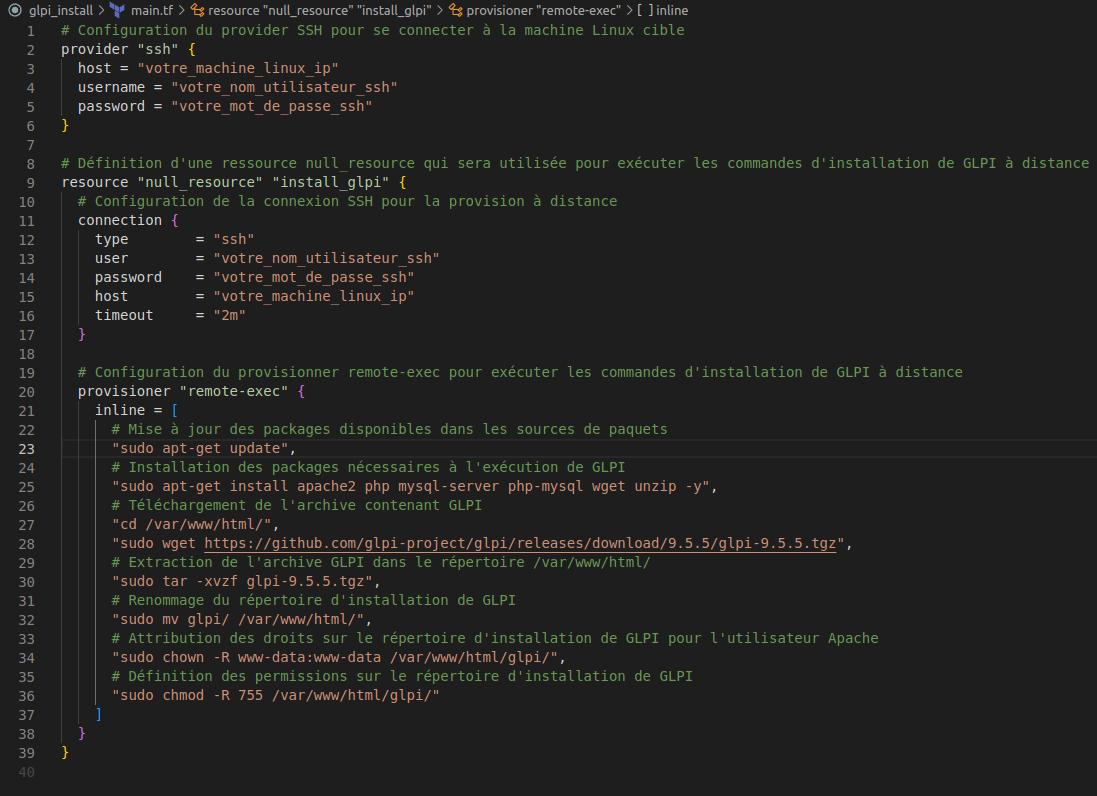 glpi_install > main.tf > resource "null_resource" "install_glpi" > provisioner "remote-exec" > [ ] inline
1 # Configuration du provider SSH pour se connecter à la machine Linux cible
2 provider "ssh" {
3 host = "votre_machine_linux_ip"
4 username = "votre_nom_utilisateur_ssh"
5 password = "votre_mot_de_passe_ssh"
6 }
7
8 # Définition d'une ressource null_resource qui sera utilisée pour exécuter les commandes d'installation de GLPI à distance
9 resource "null_resource" "install_glpi" {
10 # Configuration de la connexion SSH pour la provision à distance
11 connection {
12 type = "ssh"
13 user = "votre_nom_utilisateur_ssh"
14 password = "votre_mot_de_passe_ssh"
15 host = "votre_machine_linux_ip"
16 timeout = "2m"
17 }
18
19 # Configuration du provisionner remote-exec pour exécuter les commandes d'installation de GLPI à distance
20 provisioner "remote-exec" {
21 inline = [
22 # Mise à jour des packages disponibles dans les sources de paquets
23 "sudo apt-get update",
24 # Installation des packages nécessaires à l'exécution de GLPI
25 "sudo apt-get install apache2 php mysql-server php-mysql wget unzip -y",
26 # Téléchargement de l'archive contenant GLPI
27 "cd /var/www/html/",
28 "sudo wget https://github.com/glpi-project/glpi/releases/download/9.5.5/glpi-9.5.5.tgz",
29 # Extraction de l'archive GLPI dans le répertoire /var/www/html/
30 "sudo tar -xvzf glpi-9.5.5.tgz",
31 # Renommage du répertoire d'installation de GLPI
32 "sudo mv glpi/ /var/www/html/",
33 # Attribution des droits sur le répertoire d'installation de GLPI pour l'utilisateur Apache
34 "sudo chown -R www-data:www-data /var/www/html/glpi/",
35 # Définition des permissions sur le répertoire d'installation de GLPI
36 "sudo chmod -R 755 /var/www/html/glpi/"
37 ]
38 }
39 }
40